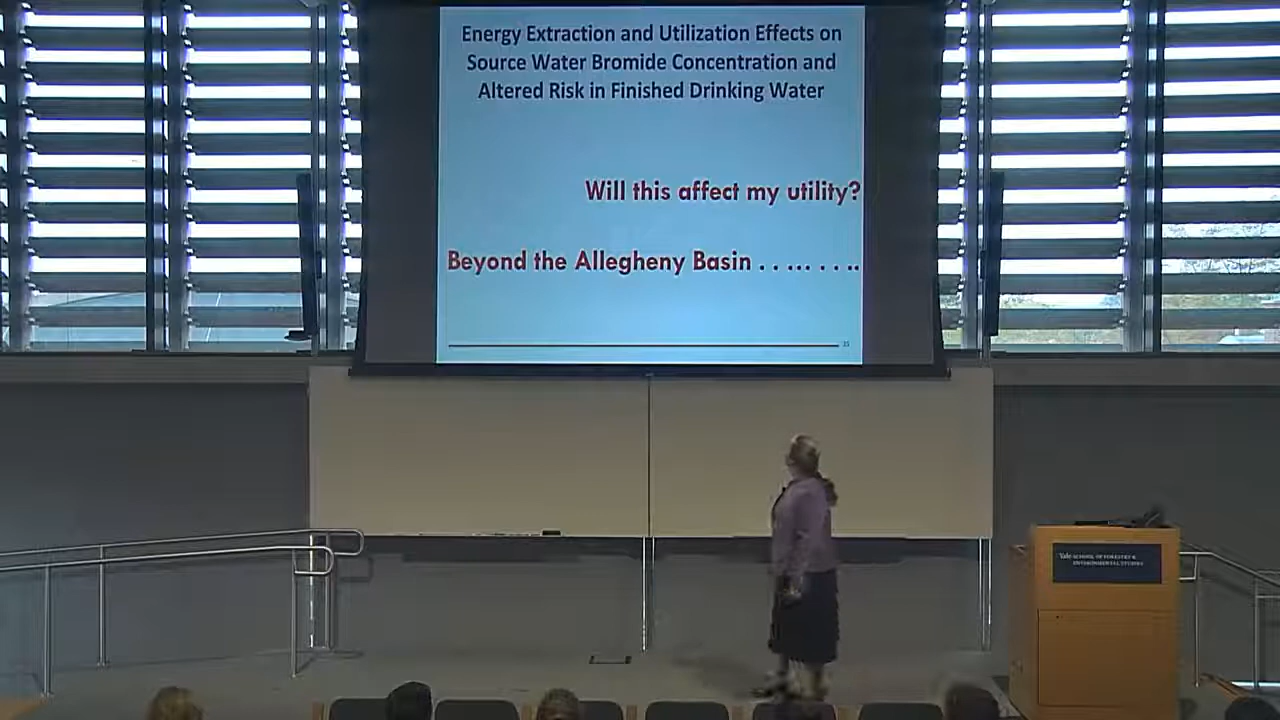 Energy Extraction and Utilization Effects on
Source Water Bromide Concentration and
Altered Risk in Finished Drinking Water
Will this affect my utility?
Beyond the Allegheny Basin . . .... . . ..
Yale SCHOOL OF FORESTRY &
ENVIRONMENTAL STUDIES